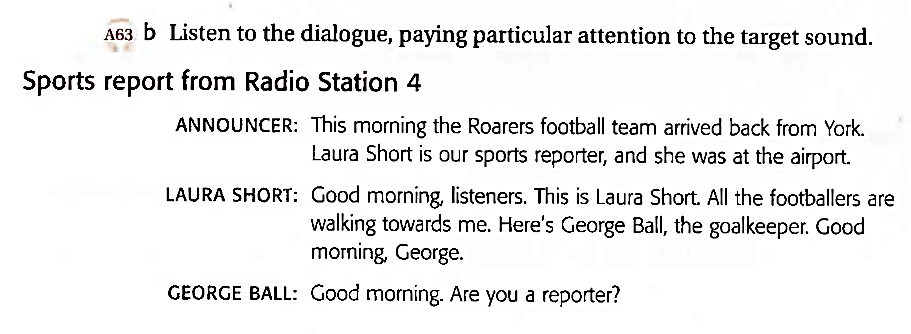 A63 b Listen to the dialogue, paying particular attention to the target sound.
Sports report from Radio Station 4
ANNOUNCER: This morning the Roarers football team arrived back from York.
Laura Short is our sports reporter, and she was at the airport.
LAURA SHORT: Good morning, listeners. This is Laura Short. All the footballers are
walking towards me. Here's George Ball, the goalkeeper. Good
morning, George.
GEORGE BALL: Good morning. Are you a reporter?